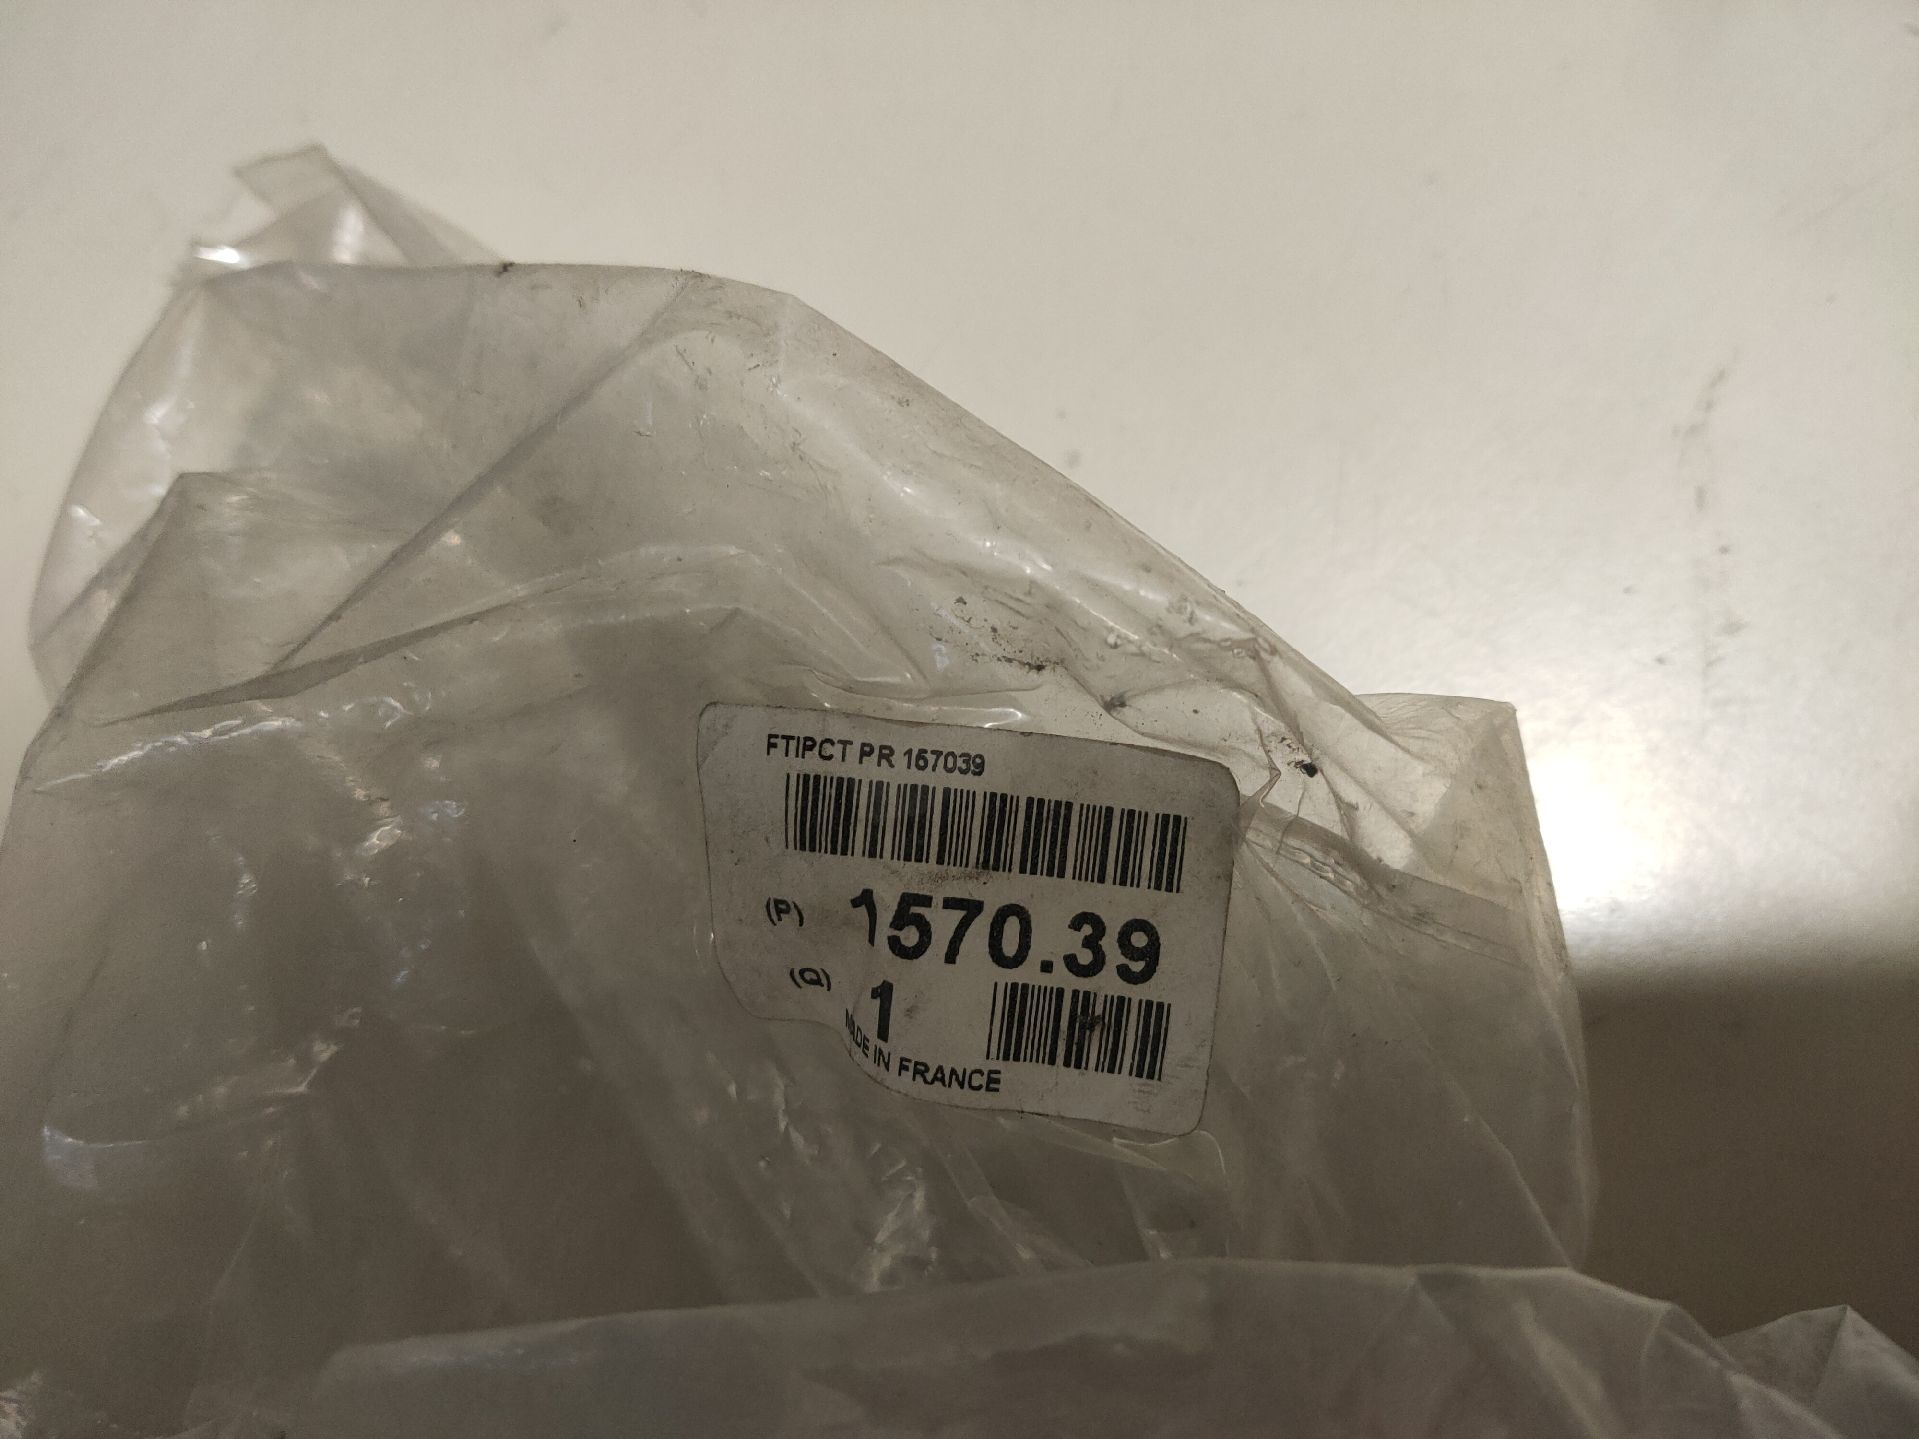 FTIPCT PR 157039
(P) 1570.39
(Q) 1
MADE IN FRANCE